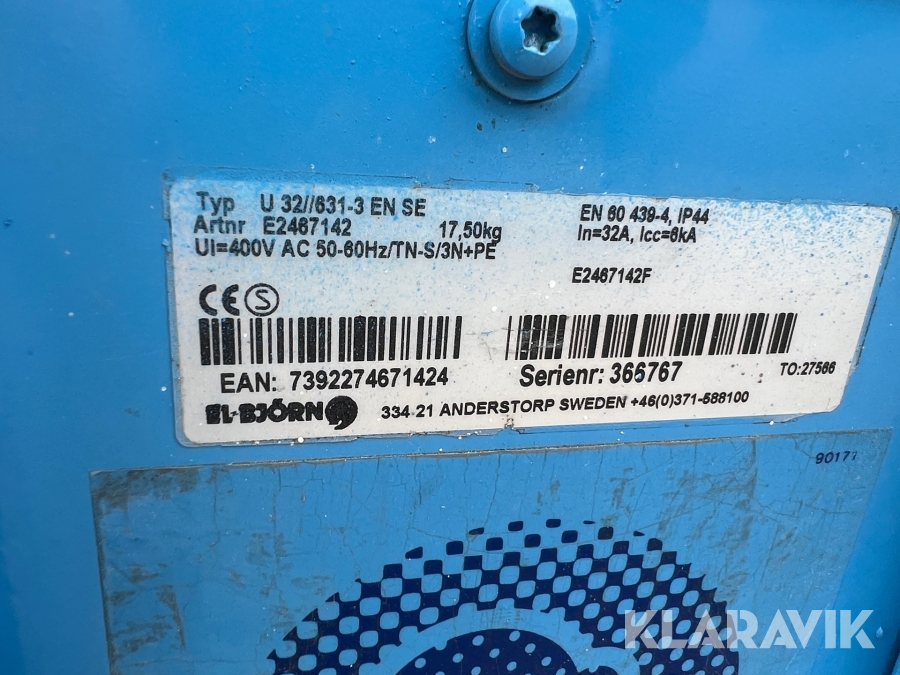 Typ U 32//631-3 EN SE
Artnr E2467142 17,50kg
UI=400V AC 50-60Hz/TN-S/3N+PE
EN 60 439-4, IP44
In=32A, Icc=6kA
E2467142F
CE S
EAN: 7392274671424
Serienr: 366767
TO:27566
EL-BJÖRN 334 21 ANDERSTORP SWEDEN +46(0)371-588100
90171
KLARAVIK